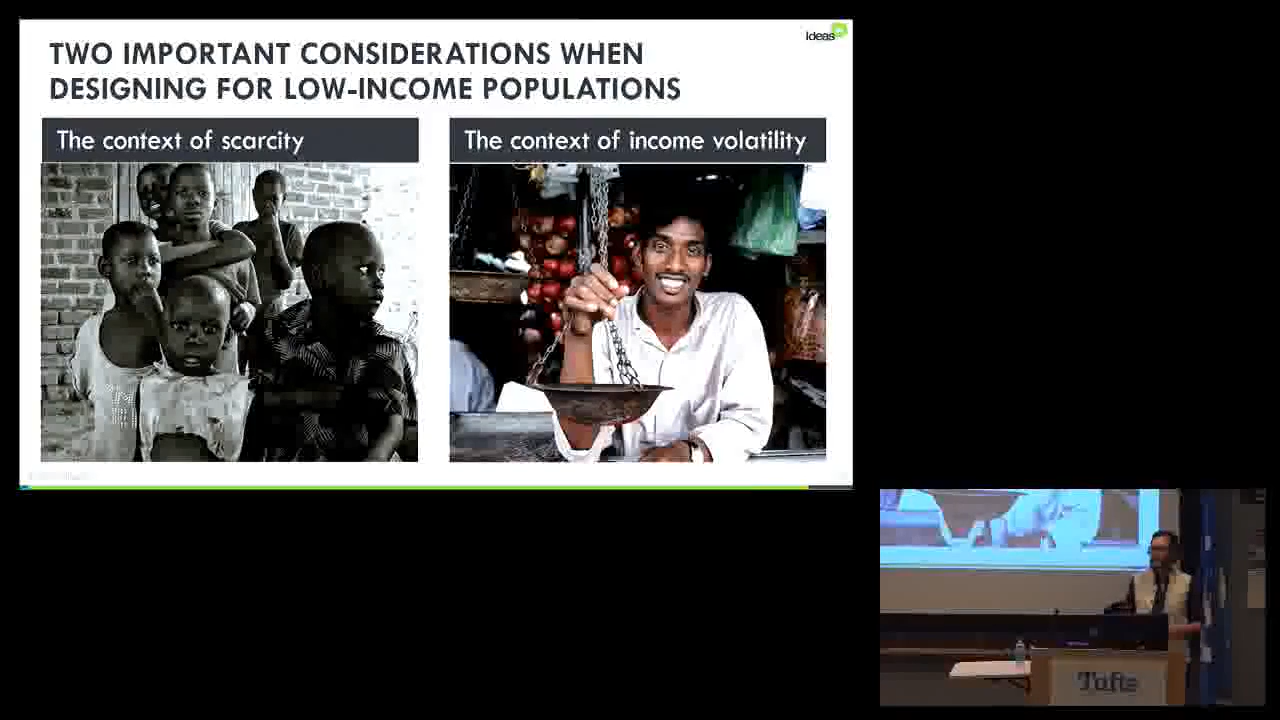 ideas42
TWO IMPORTANT CONSIDERATIONS WHEN
DESIGNING FOR LOW-INCOME POPULATIONS
The context of scarcity
The context of income volatility
Tufts